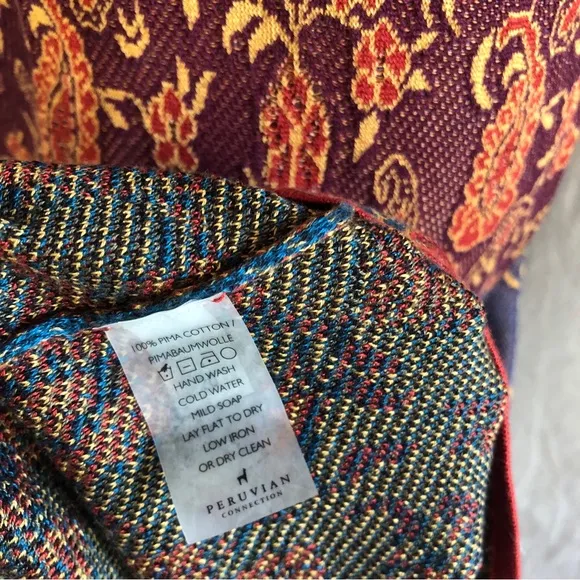 100% PIMA COTTON /
PIMABAUMWOLLE
HAND WASH
COLD WATER
MILD SOAP
LAY FLAT TO DRY
LOW IRON
OR DRY CLEAN
PERUVIAN
CONNECTION